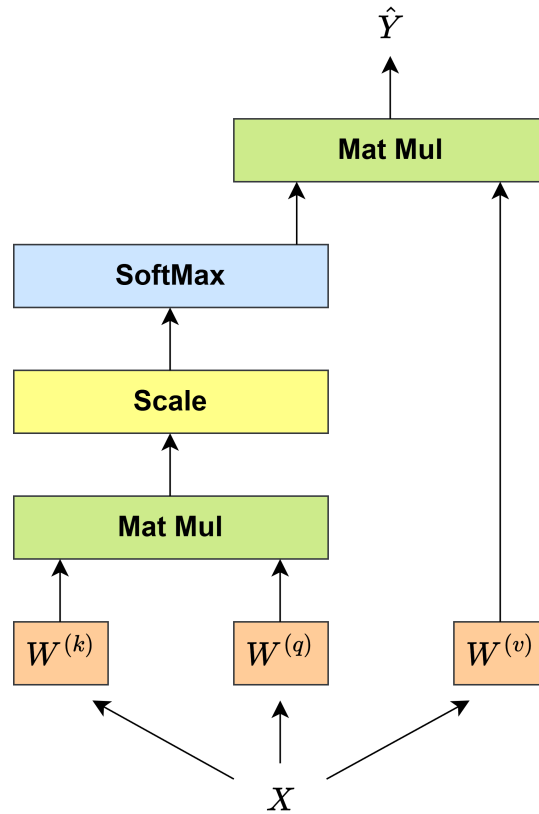 Ŷ
Mat Mul
SoftMax
Scale
Mat Mul
W^(k) W^(q) W^(v)
X